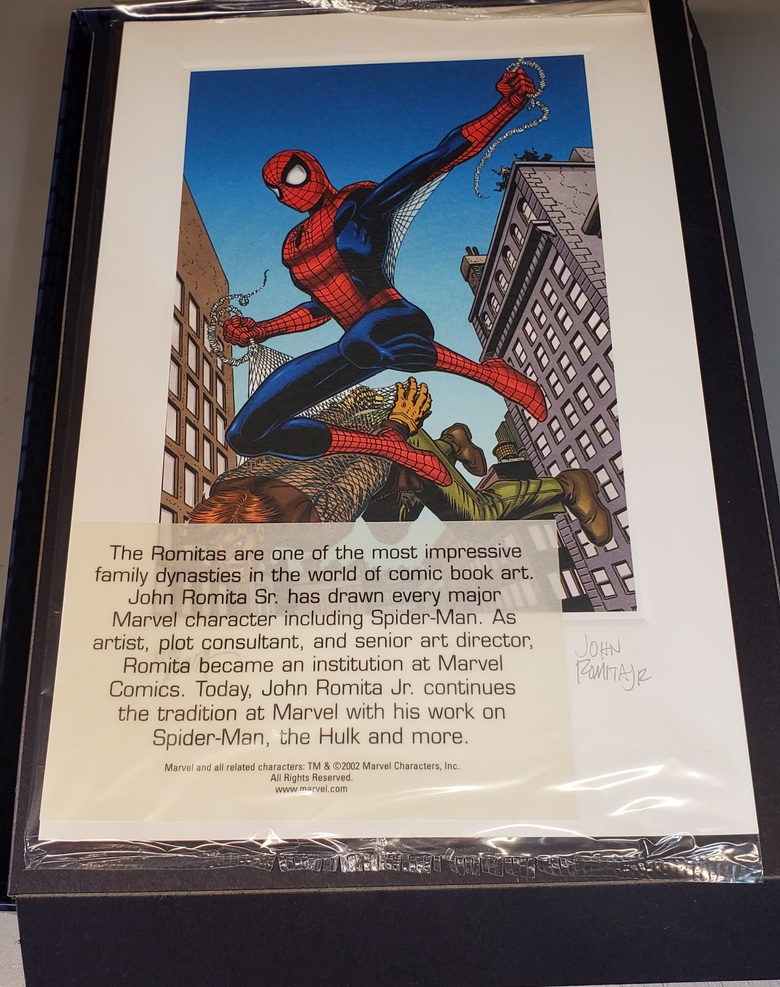 The Romitas are one of the most impressive
family dynasties in the world of comic book art.
John Romita Sr. has drawn every major
Marvel character including Spider-Man. As
artist, plot consultant, and senior art director,
Romita became an institution at Marvel
Comics. Today, John Romita Jr. continues
the tradition at Marvel with his work on
Spider-Man, the Hulk and more.
Marvel and all related characters: TM & ©2002 Marvel Characters, Inc.
All Rights Reserved.
www.marvel.com
JOHN
ROMITA JR